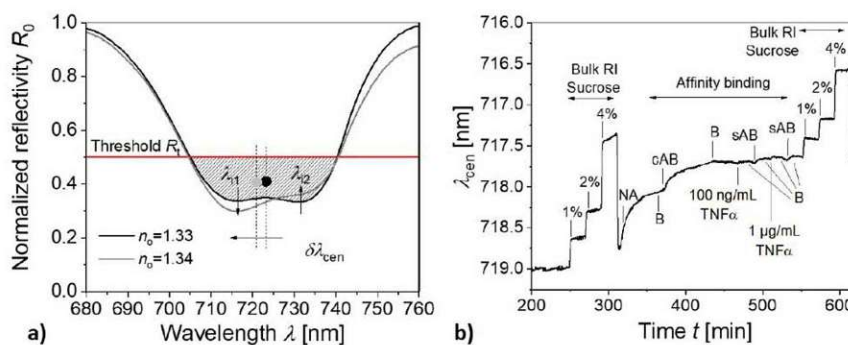 Normalized reflectivity R₀
1.0
0.8
0.6
0.4
0.2
0.0
Threshold Rₜ
λᵢ₁
λᵢ₂
nₒ=1.33
nₒ=1.34
δλcen
680 690 700 710 720 730 740 750 760
Wavelength λ [nm]
a)
λcen [nm]
716.0
716.5
717.0
717.5
718.0
718.5
719.0
Bulk RI
Sucrose
4%
2%
1%
Bulk RI
Sucrose
4%
2%
1%
Affinity binding
NA
B
cAB
B
sAB
sAB
B
100 ng/mL
TNFα
1 µg/mL
TNFα
200 300 400 500 600
Time t [min]
b)